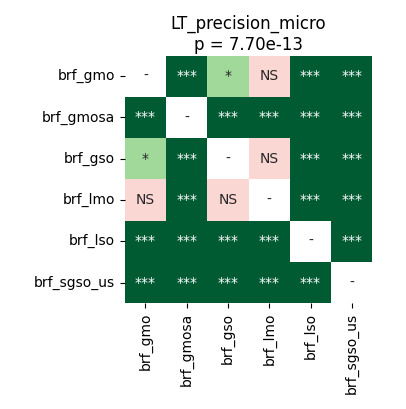 LT_precision_micro
p = 7.70e-13
brf_gmo - *** * NS *** ***
brf_gmosa *** - *** *** *** ***
brf_gso * *** - NS *** ***
brf_lmo NS *** NS - *** ***
brf_lso *** *** *** *** - ***
brf_sgso_us *** *** *** *** *** -
brf_gmo brf_gmosa brf_gso brf_lmo brf_lso brf_sgso_us